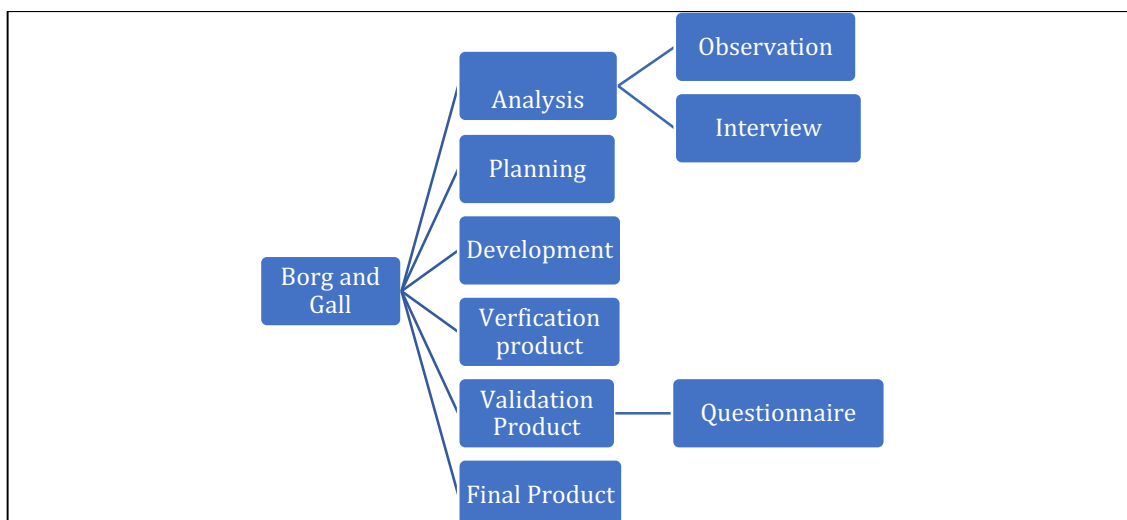 Observation
Analysis
Interview
Planning
Development
Borg and
Gall
Verfication
product
Validation
Product
Questionnaire
Final Product